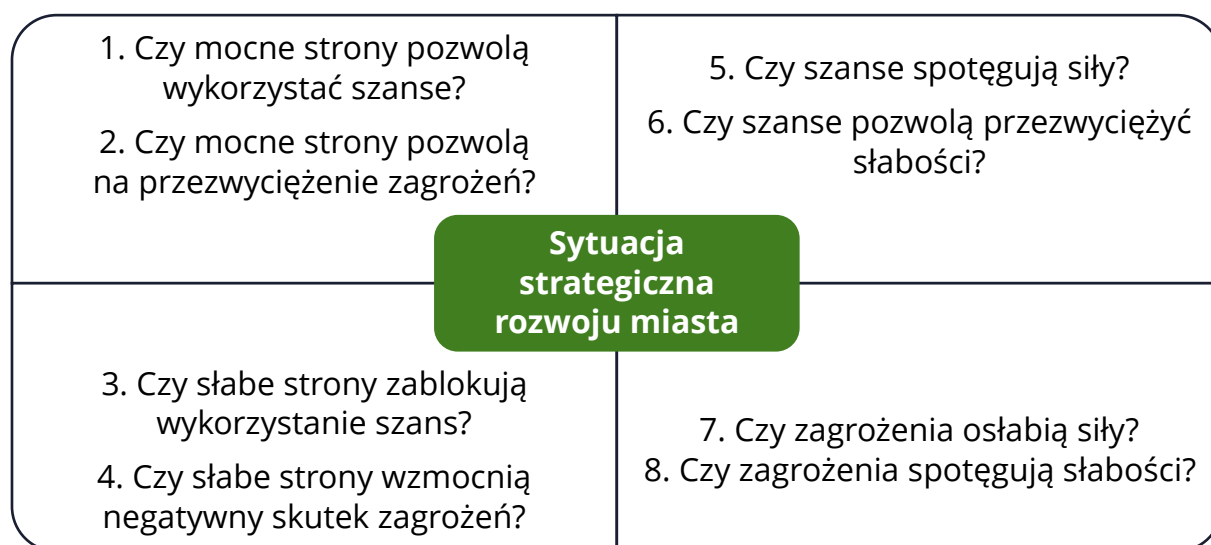 1. Czy mocne strony pozwolą
wykorzystać szanse?
2. Czy mocne strony pozwolą
na przezwyciężenie zagrożeń?
5. Czy szanse spotęgują siły?
6. Czy szanse pozwolą przezwyciężyć
słabości?
Sytuacja
strategiczna
rozwoju miasta
3. Czy słabe strony zablokują
wykorzystanie szans?
4. Czy słabe strony wzmocnią
negatywny skutek zagrożeń?
7. Czy zagrożenia osłabią siły?
8. Czy zagrożenia spotęgują słabości?